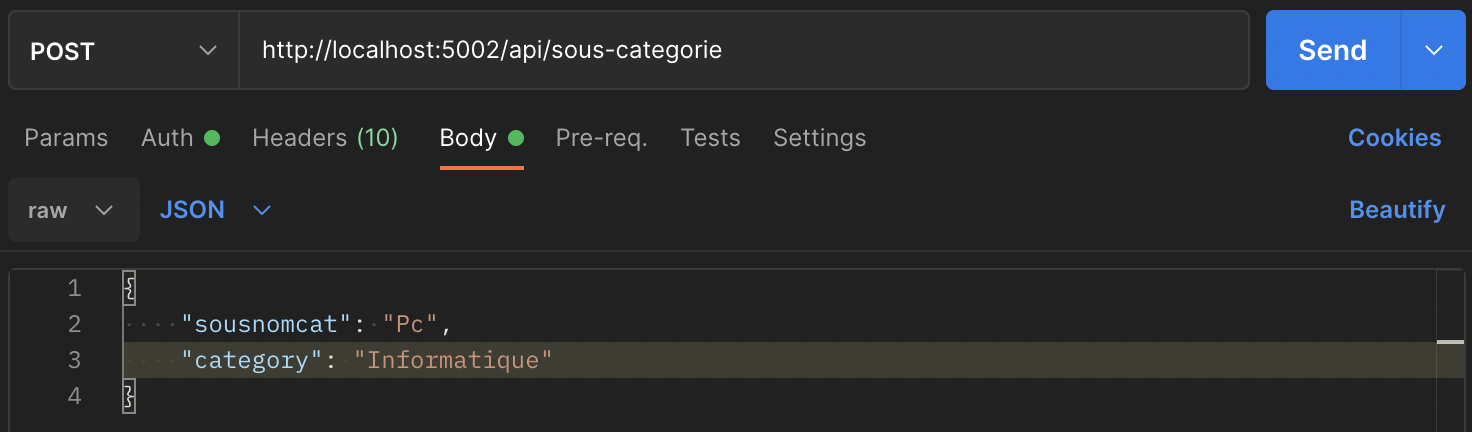 POST http://localhost:5002/api/sous-categorie Send
Params Auth Headers (10) Body Pre-req. Tests Settings Cookies
raw JSON Beautify
1 {
2 "sousnomcat": "Pc",
3 "category": "Informatique"
4 }